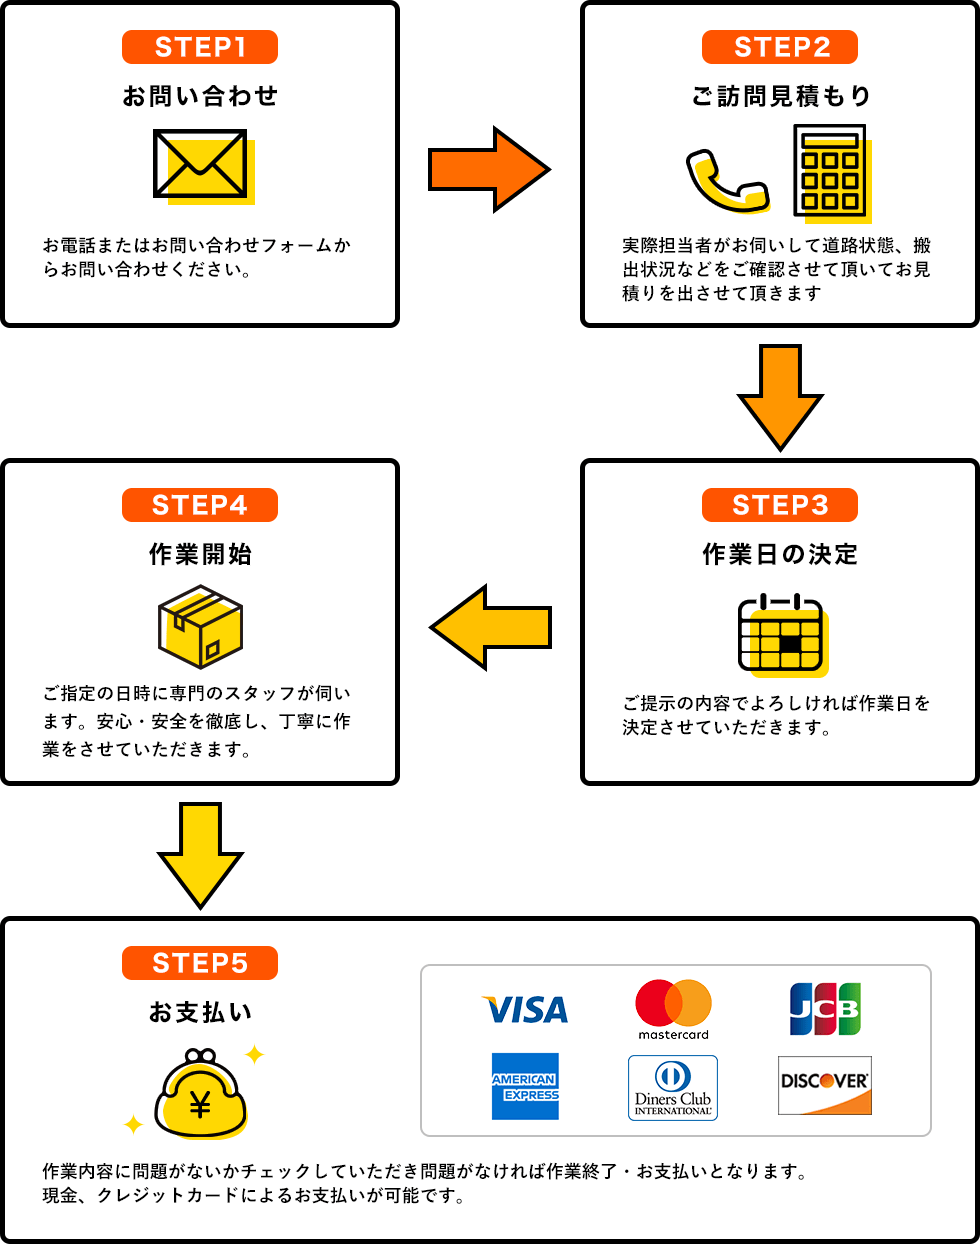 STEP1
お問い合わせ
お電話またはお問い合わせフォームか
らお問い合わせください。
STEP2
ご訪問見積もり
実際担当者がお伺いして道路状態、搬
出状況などをご確認させて頂いてお見
積りを出させて頂きます
STEP3
作業日の決定
ご提示の内容でよろしければ作業日を
決定させていただきます。
STEP4
作業開始
ご指定の日時に専門のスタッフが伺い
ます。安心・安全を徹底し、丁寧に作
業をさせていただきます。
STEP5
お支払い
¥
VISA
mastercard
JCB
AMERICAN
EXPRESS
Diners Club
INTERNATIONAL®
DISCOVER®
作業内容に問題がないかチェックしていただき問題がなければ作業終了・お支払いとなります。
現金、クレジットカードによるお支払いが可能です。